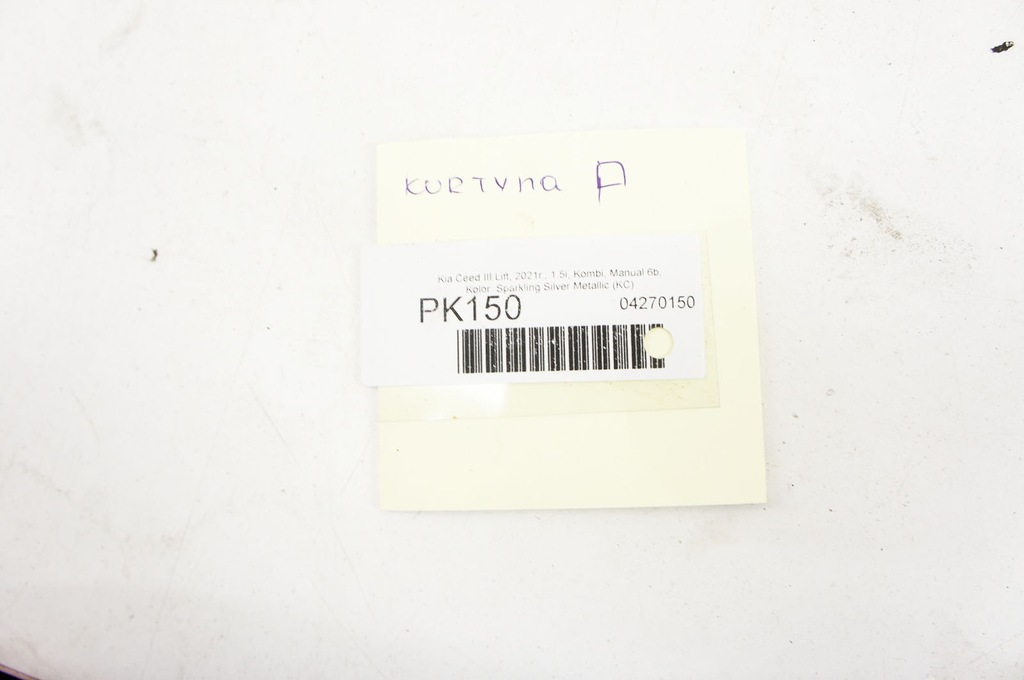 KURTYNA P
Kia Ceed III Lift, 2021r., 1.5i, Kombi, Manual 6b,
Kolor: Sparkling Silver Metallic (KC)
PK150 04270150